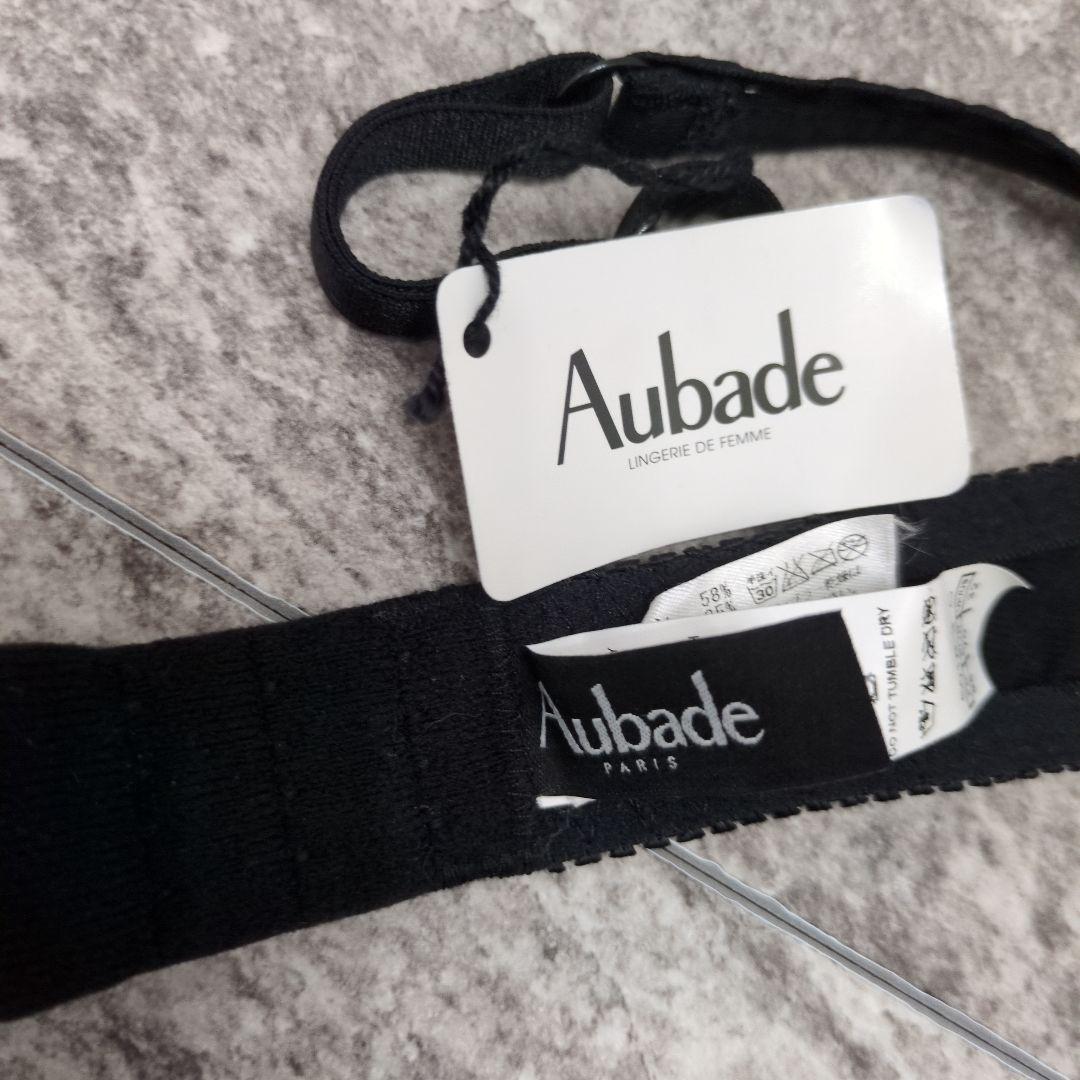 Aubade
LINGERIE DE FEMME
58%
30
Aubade
PARIS
DO NOT TUMBLE DRY